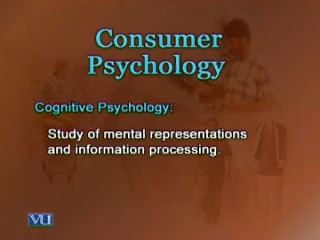 Consumer
Psychology
Cognitive Psychology:
Study of mental representations
and information processing.
VU